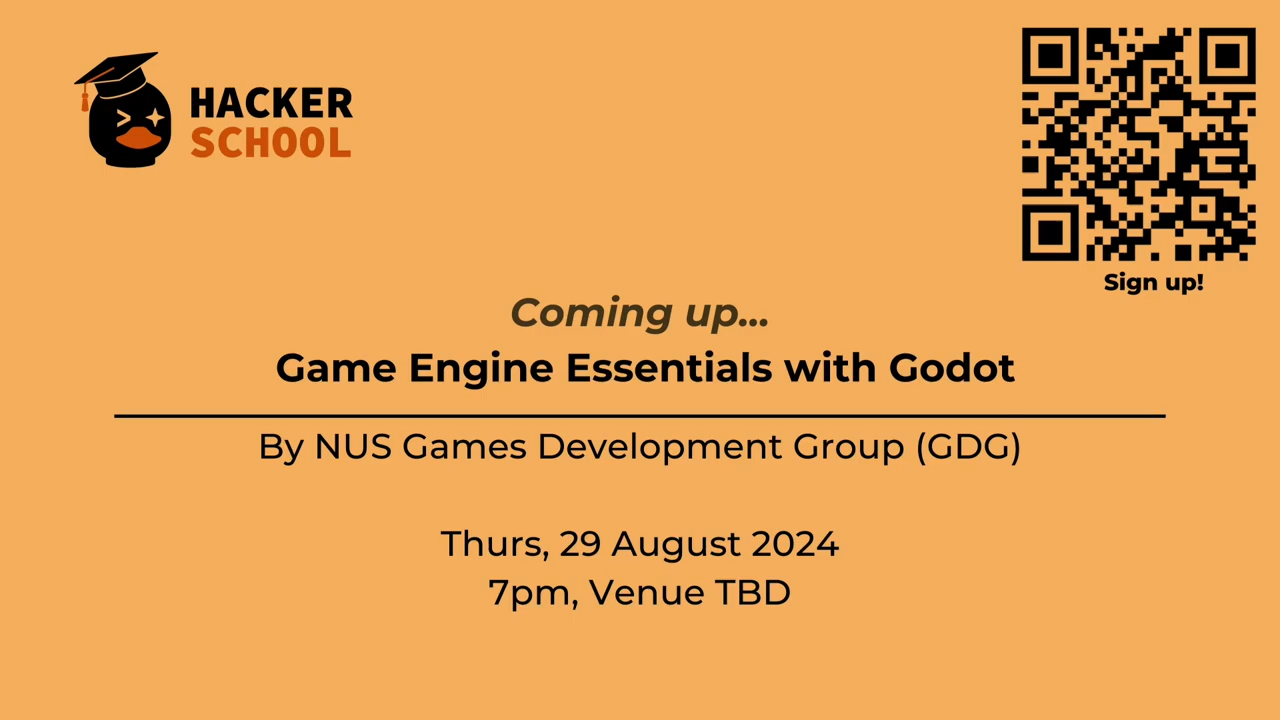 HACKER
SCHOOL
Sign up!
Coming up...
Game Engine Essentials with Godot
By NUS Games Development Group (GDG)
Thurs, 29 August 2024
7pm, Venue TBD